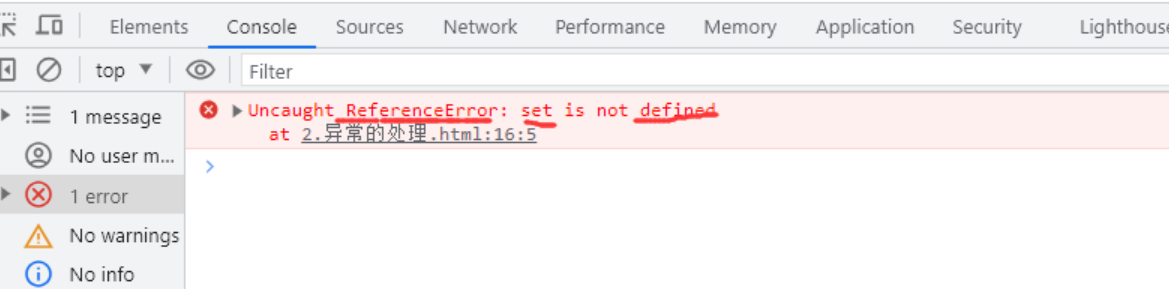 Elements Console Sources Network Performance Memory Application Security Lighthouse
top Filter
1 message
No user m...
1 error
No warnings
No info
Uncaught ReferenceError: set is not defined
at 2.异常的处理.html:16:5